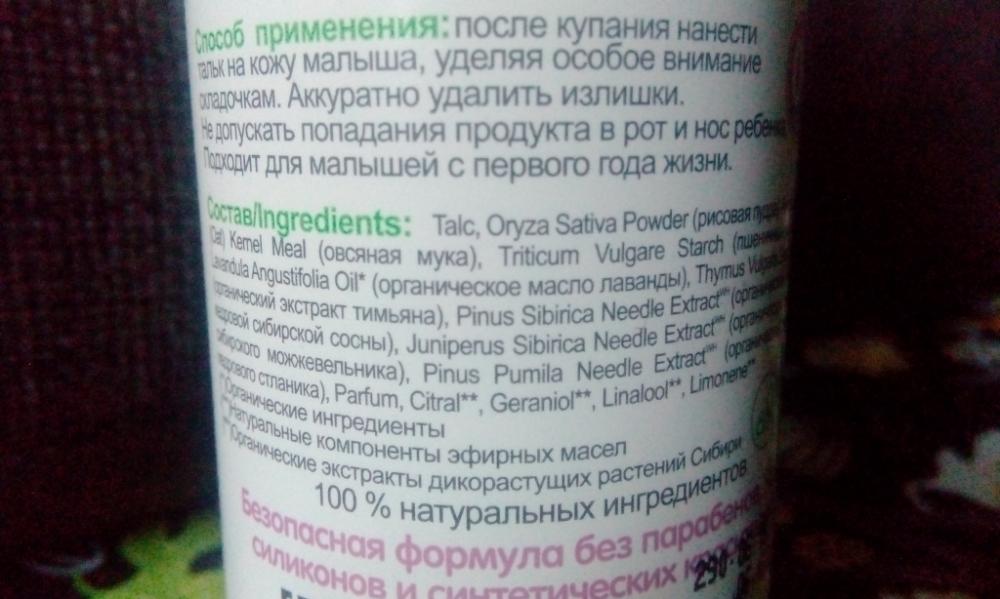 Способ применения: после купания нанести
тальк на кожу малыша, уделяя особое внимание
складочкам. Аккуратно удалить излишки.
Не допускать попадания продукта в рот и нос
Подходит для малышей с первого года жизни.
Состав/Ingredients: Talc, Oryza Sativa Powder (рисовая
Oat) Kernel Meal (овсяная мука), Triticum Vulgare Starch
Lavandula Angustifolia Oil* (органическое масло лаванды), Thymus
(органический экстракт тимьяна), Pinus Sibirica Needle Extract
кедровой сибирской сосны), Juniperus Sibirica Needle Extract
сибирского можжевельника), Pinus Pumila Needle Extract
кедрового стланика), Parfum, Citral**, Geraniol**, Linalool**, Limonene**
*Органические ингредиенты
**Натуральные компоненты эфирных масел
Органические экстракты дикорастущих растений Сибири
100 % натуральных ингредиентов
Безопасная формула без
силиконов и синтетических